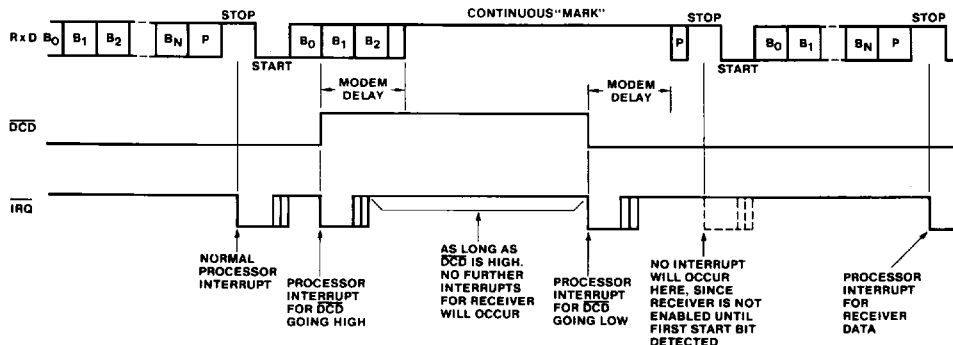 CONTINUOUS "MARK"
STOP STOP STOP
RxD B0 B1 B2 BN P B0 B1 B2 P B0 B1 BN P
START START
MODEM
DELAY
MODEM
DELAY
DCD
IRQ
NORMAL
PROCESSOR
INTERRUPT
PROCESSOR
INTERRUPT
FOR DCD
GOING HIGH
AS LONG AS
DCD IS HIGH.
NO FURTHER
INTERRUPTS
FOR RECEIVER
WILL OCCUR
PROCESSOR
INTERRUPT
FOR DCD
GOING LOW
NO INTERRUPT
WILL OCCUR
HERE, SINCE
RECEIVER IS NOT
ENABLED UNTIL
FIRST START BIT
DETECTED
PROCESSOR
INTERRUPT
FOR
RECEIVER
DATA